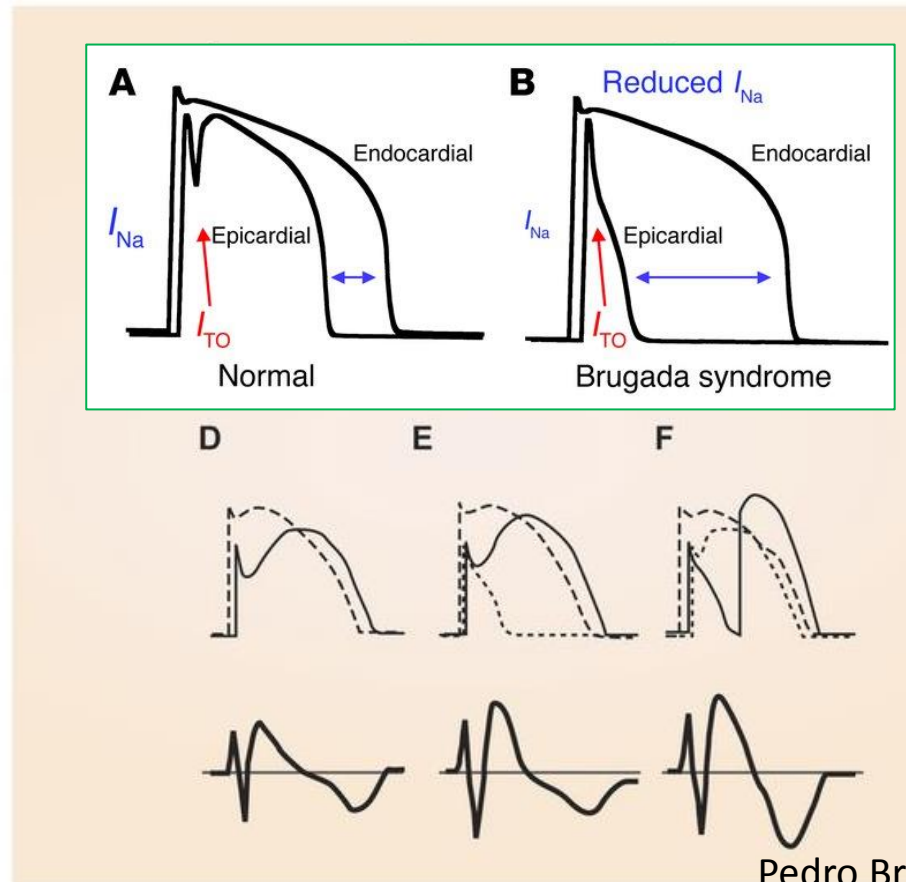 A
B
Reduced INa
Endocardial
Endocardial
INa
Epicardial
INa
Epicardial
ITO
ITO
Normal
Brugada syndrome
D
E
F
Pedro Br